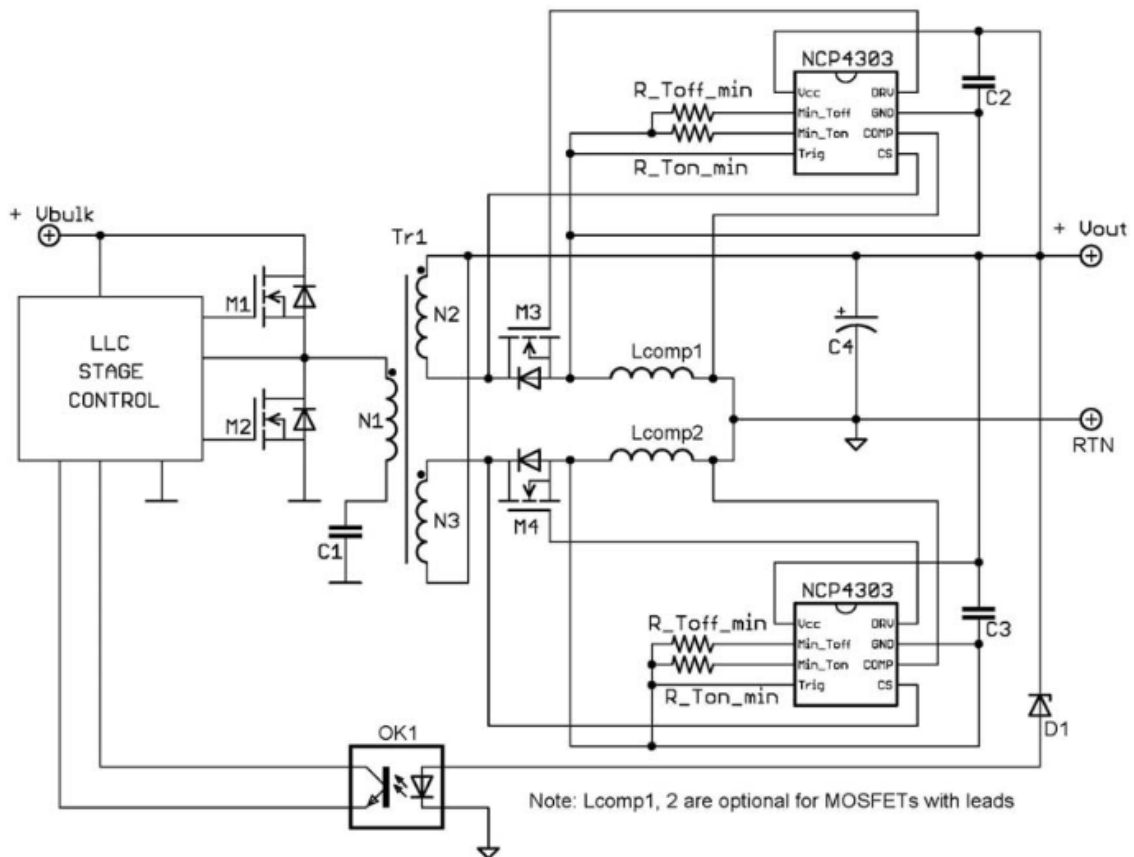 NCP4303
Vcc
DRV
Min_Toff
GND
Min_Ton
COMP
Trig
CS
C2
R_Toff_min
R_Ton_min
+ Vbulk
Tr1
+ Vout
M1
N2
M3
Lcomp1
+
C4
LLC
STAGE
CONTROL
M2
N1
Lcomp2
RTN
N3
M4
C1
NCP4303
Vcc
DRV
Min_Toff
GND
Min_Ton
COMP
Trig
CS
C3
R_Toff_min
R_Ton_min
D1
OK1
Note: Lcomp1, 2 are optional for MOSFETs with leads